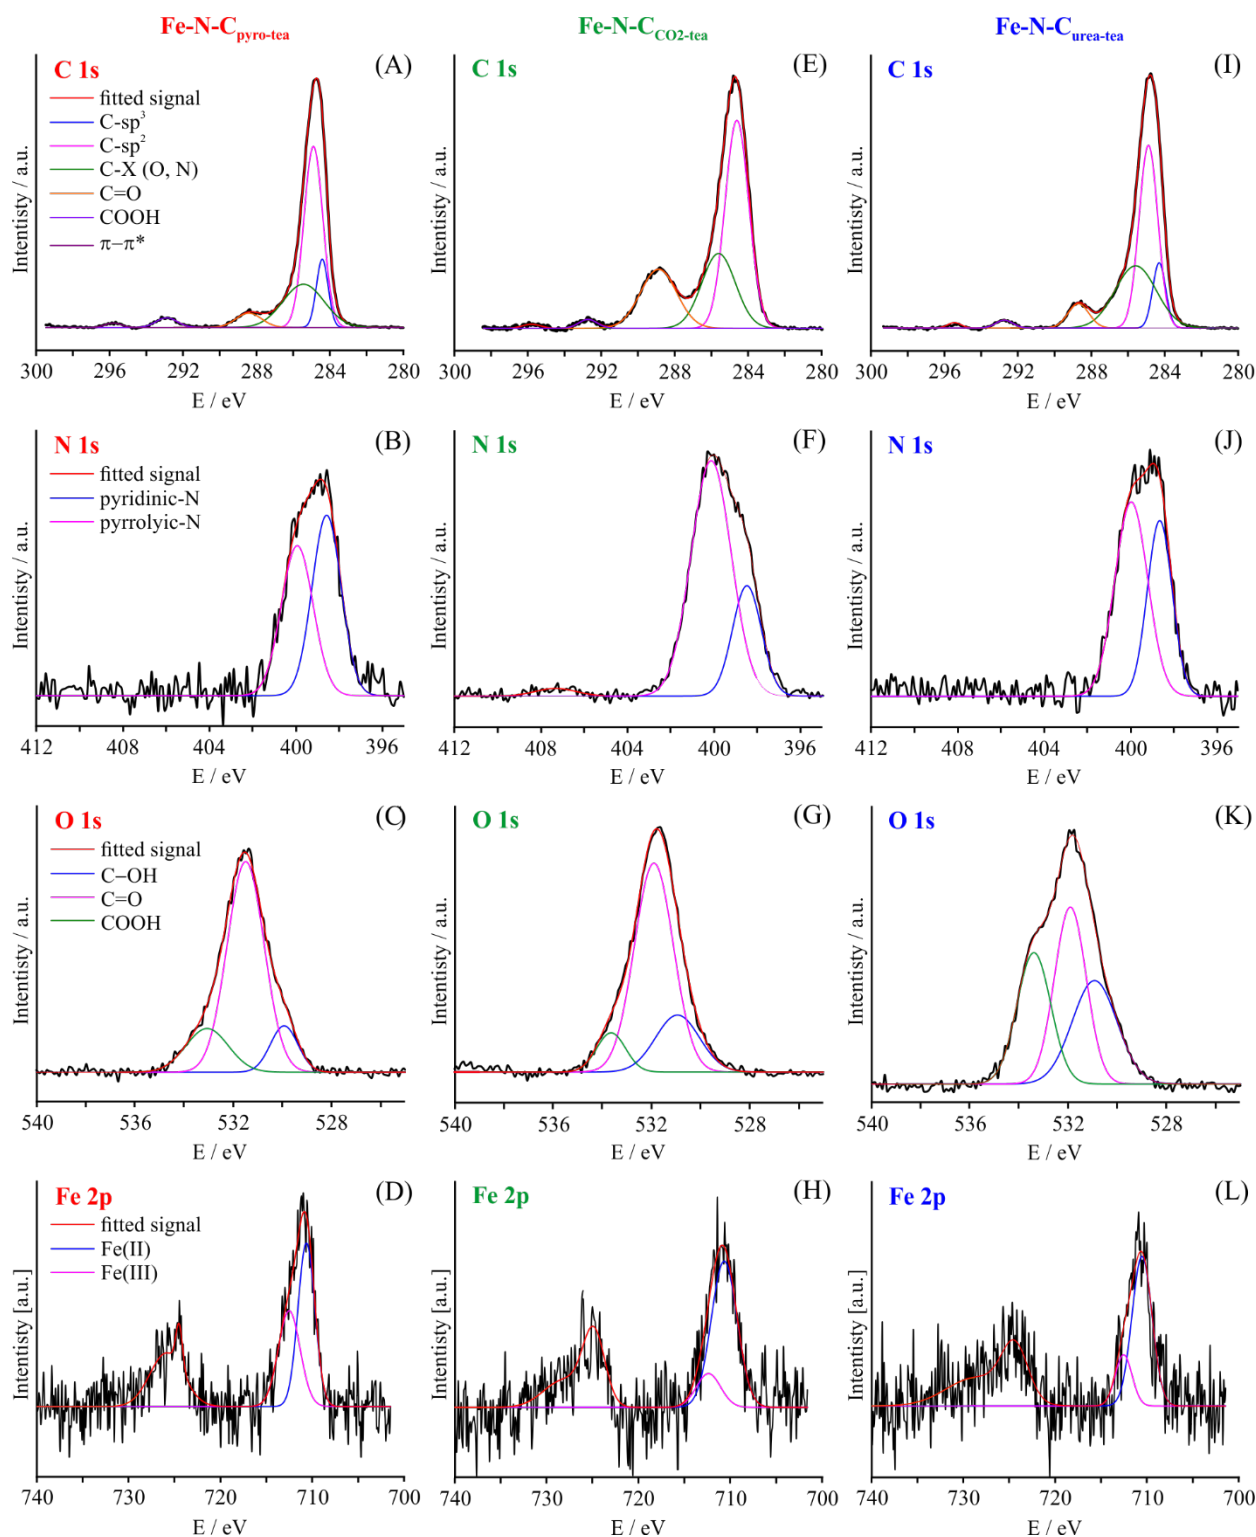 Fe-N-Cpyro-tea
Fe-N-CCO2-tea
Fe-N-Curea-tea
C 1s
(A)
fitted signal
C-sp³
C-sp²
C-X (O, N)
C=O
COOH
π−π*
Intentisty / a.u.
300 296 292 288 284 280
E / eV
C 1s
(E)
Intentisty / a.u.
300 296 292 288 284 280
E / eV
C 1s
(I)
Intentisty / a.u.
300 296 292 288 284 280
E / eV
N 1s
(B)
fitted signal
pyridinic-N
pyrrolyic-N
Intentisty / a.u.
412 408 404 400 396
E / eV
N 1s
(F)
Intentisty / a.u.
412 408 404 400 396
E / eV
N 1s
(J)
Intentisty / a.u.
412 408 404 400 396
E / eV
O 1s
(C)
fitted signal
C−OH
C=O
COOH
Intentisty / a.u.
540 536 532 528
E / eV
O 1s
(G)
Intentisty / a.u.
540 536 532 528
E / eV
O 1s
(K)
Intentisty / a.u.
540 536 532 528
E / eV
Fe 2p
(D)
fitted signal
Fe(II)
Fe(III)
Intentisty [a.u.]
740 730 720 710 700
E / eV
Fe 2p
(H)
Intentisty [a.u.]
740 730 720 710 700
E / eV
Fe 2p
(L)
Intentisty [a.u.]
740 730 720 710 700
E / eV